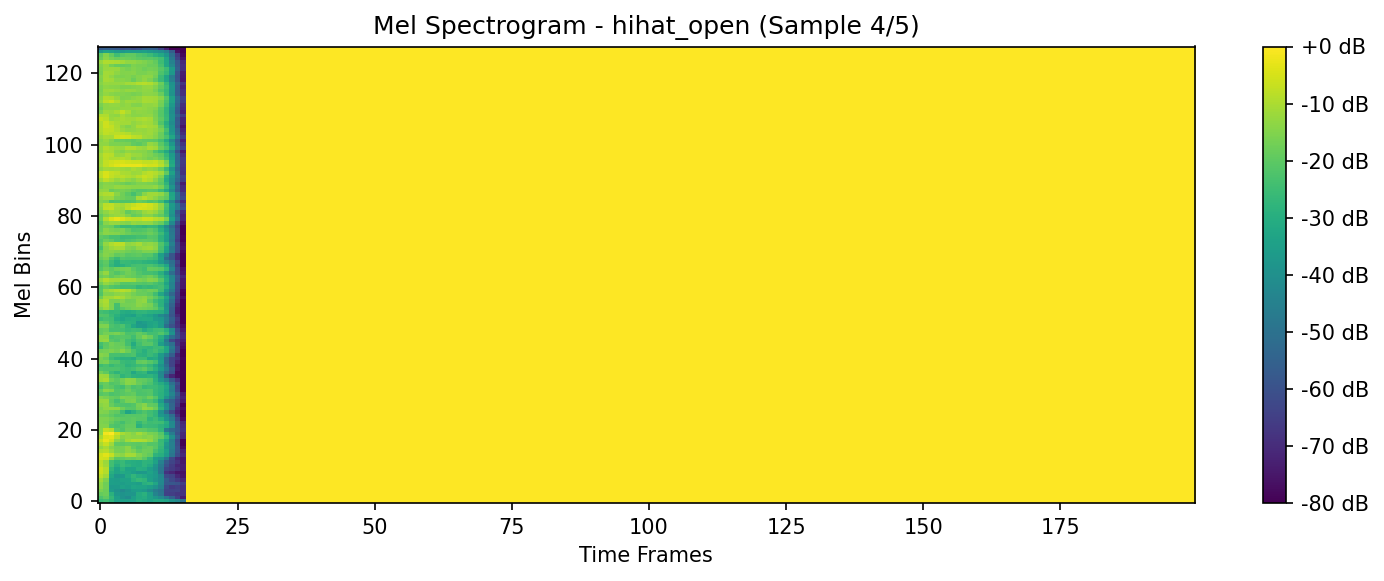 Mel Spectrogram - hihat_open (Sample 4/5)
Mel Bins
120
100
80
60
40
20
0
0 25 50 75 100 125 150 175
Time Frames
+0 dB
-10 dB
-20 dB
-30 dB
-40 dB
-50 dB
-60 dB
-70 dB
-80 dB